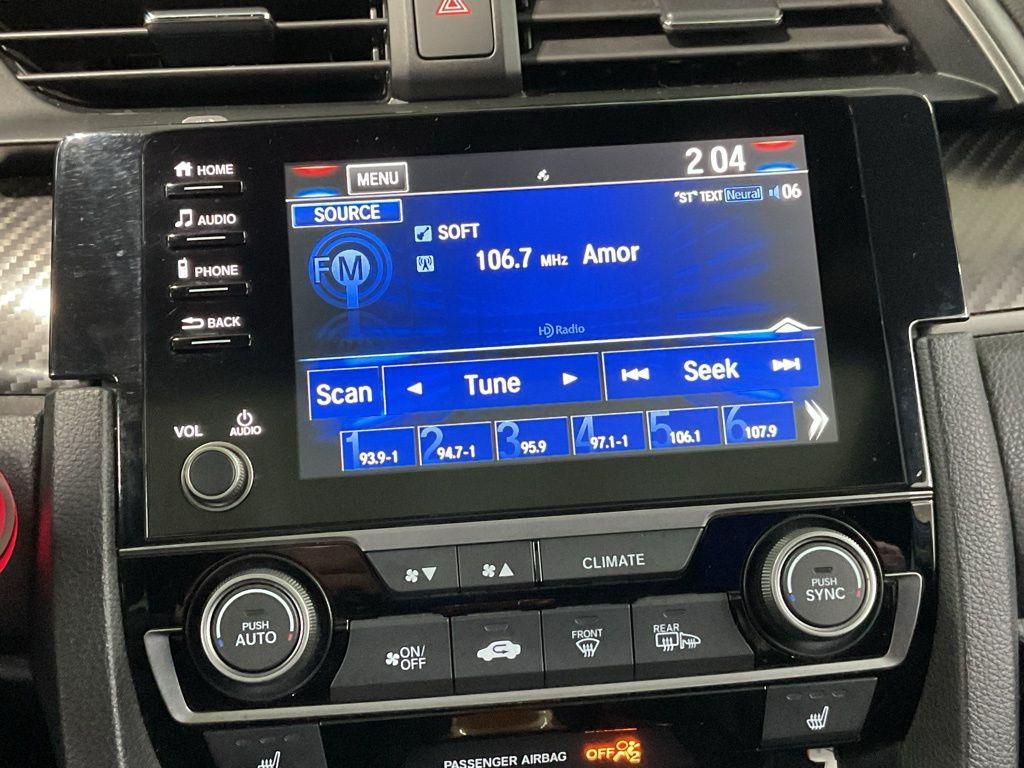 HOME
AUDIO
PHONE
BACK
VOL
AUDIO
MENU
2 04
SOURCE
"ST" TEXT Neural 06
SOFT
FM
106.7 MHz Amor
HD Radio
Scan
Tune
Seek
1 93.9-1
2 94.7-1
3 95.9
4 97.1-1
5 106.1
6 107.9
CLIMATE
PUSH
AUTO
PUSH
SYNC
ON/
OFF
FRONT
REAR
PASSENGER AIRBAG OFF 2